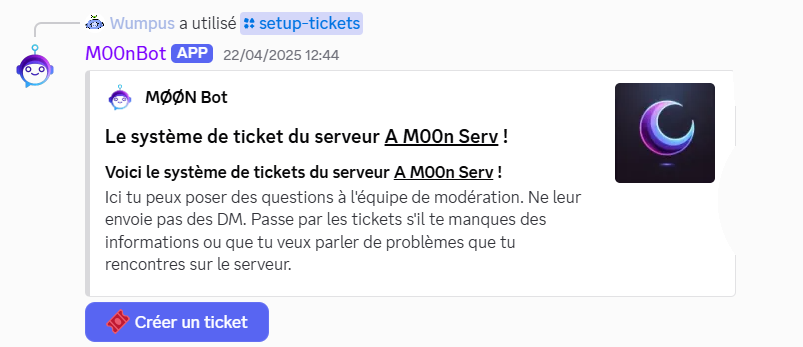 Wumpus a utilisé setup-tickets
M00nBot APP 22/04/2025 12:44
MØØN Bot
Le système de ticket du serveur A M00n Serv !
Voici le système de tickets du serveur A M00n Serv !
Ici tu peux poser des questions à l'équipe de modération. Ne leur
envoie pas des DM. Passe par les tickets s'il te manques des
informations ou que tu veux parler de problèmes que tu
rencontres sur le serveur.
Créer un ticket